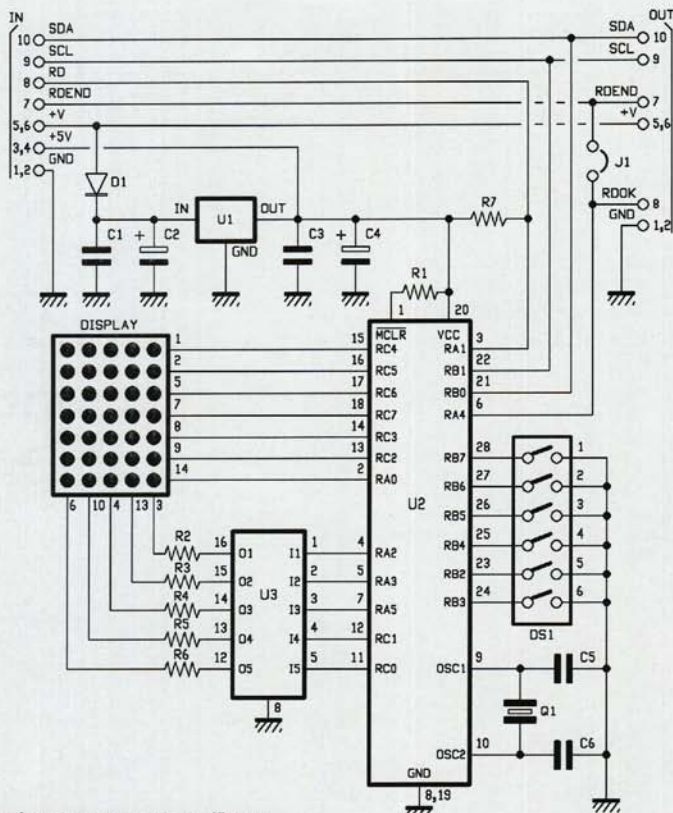 IN
10 SDA
9 SCL
8 RD
7 RDEND
5,6 +V
3,4 +5V
1,2 GND
OUT
SDA 10
SCL 9
RDEND 7
+V 5,6
J1
RDOK 8
GND 1,2
D1
IN U1 OUT
GND
C1
+ C2
C3
+ C4
R7
R1
1 20
DISPLAY
1
2
5
7
8
9
14
6 10 4 13 3
15 MCLR VCC 3
RC4 RA1
16 RC5 RB1 22
17 RC6 RB0 21
18 RC7 RA4 6
14 RC3
13 RC2 RB7 28 1
2 RA0 RB6 27 2
U2
RB5 26 3
RB4 25 4
RB2 23 5
RB3 24 6
DS1
R2 16 O1 I1 1 4 RA2
R3 15 O2 I2 2 5 RA3
U3
R4 14 O3 I3 3 7 RA5
R5 13 O4 I4 4 12 RC1
R6 12 O5 I5 5 11 RC0
8
OSC1 9 C5
Q1
OSC2 10 C6
GND
8,19